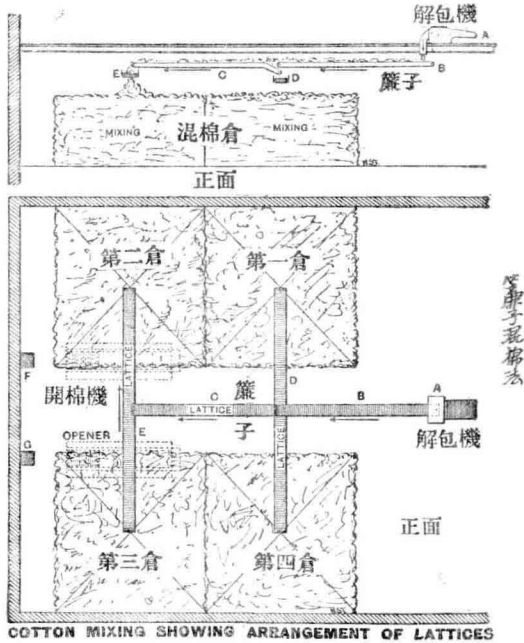 解包機
A
E
C
D
B
簾子
MIXING
混棉倉
MIXING
正面
第二倉
第一倉
LATTICE
F
D
開棉機
簾子
C
B
A
LATTICE
OPENER
E
LATTICE
解包機
G
正面
第三倉
第四倉
COTTON MIXING SHOWING ARRANGEMENT OF LATTICES